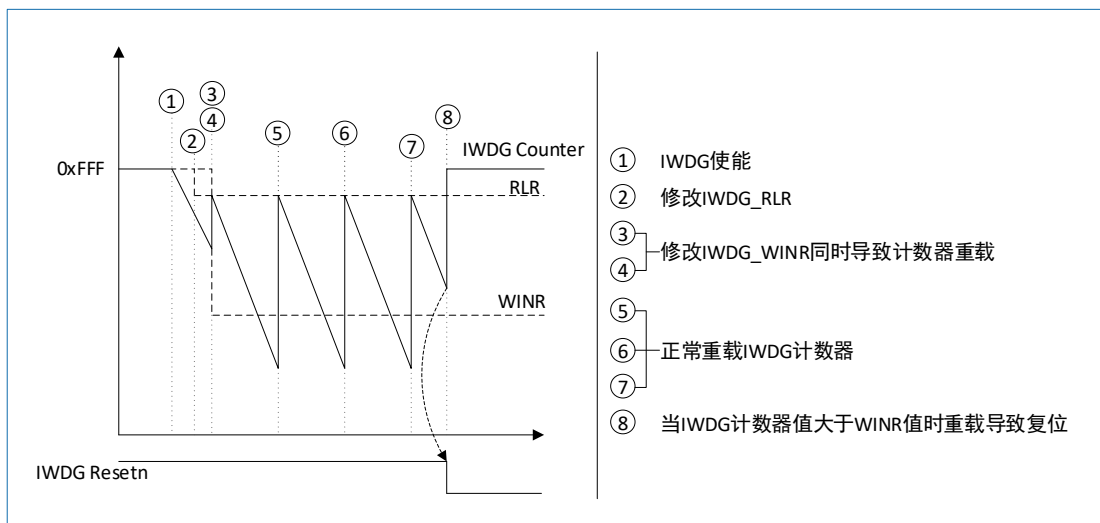 ①
②
③
④
⑤
⑥
⑦
⑧
IWDG Counter
0xFFF
RLR
WINR
IWDG Resetn
① IWDG使能
② 修改IWDG_RLR
③
④
修改IWDG_WINR同时导致计数器重载
⑤
⑥
⑦
正常重载IWDG计数器
⑧ 当IWDG计数器值大于WINR值时重载导致复位